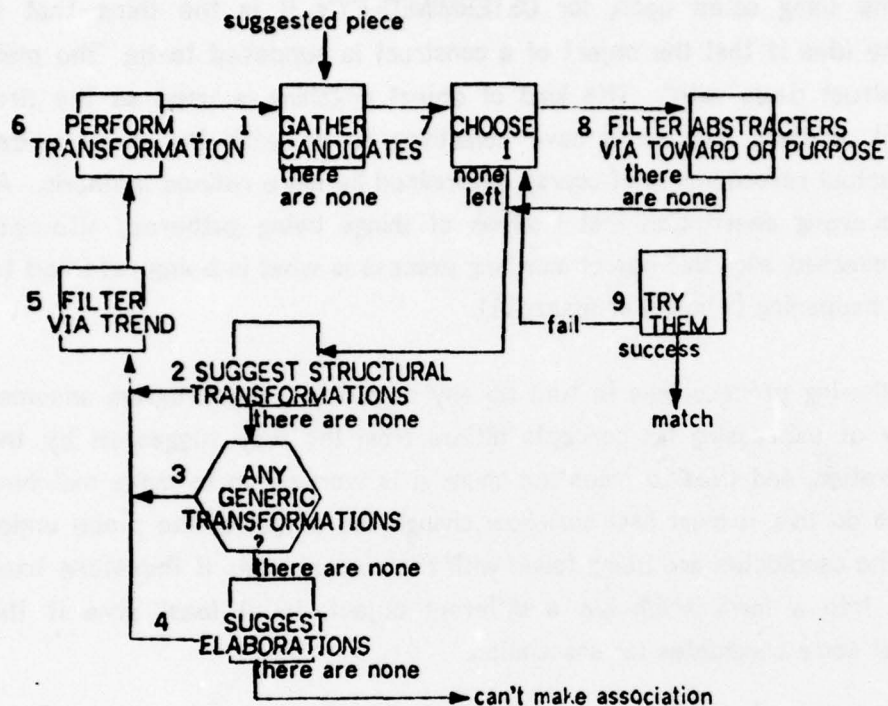 suggested piece
6 PERFORM TRANSFORMATION
1 GATHER CANDIDATES
there are none
7 CHOOSE 1
none left
8 FILTER ABSTRACTERS
VIA TOWARD OR PURPOSE
there are none
5 FILTER
VIA TREND
9 TRY THEM
fail
success
match
2 SUGGEST STRUCTURAL
TRANSFORMATIONS
there are none
3 ANY
GENERIC
TRANSFORMATIONS
?
there are none
4 SUGGEST
ELABORATIONS
there are none
can't make association